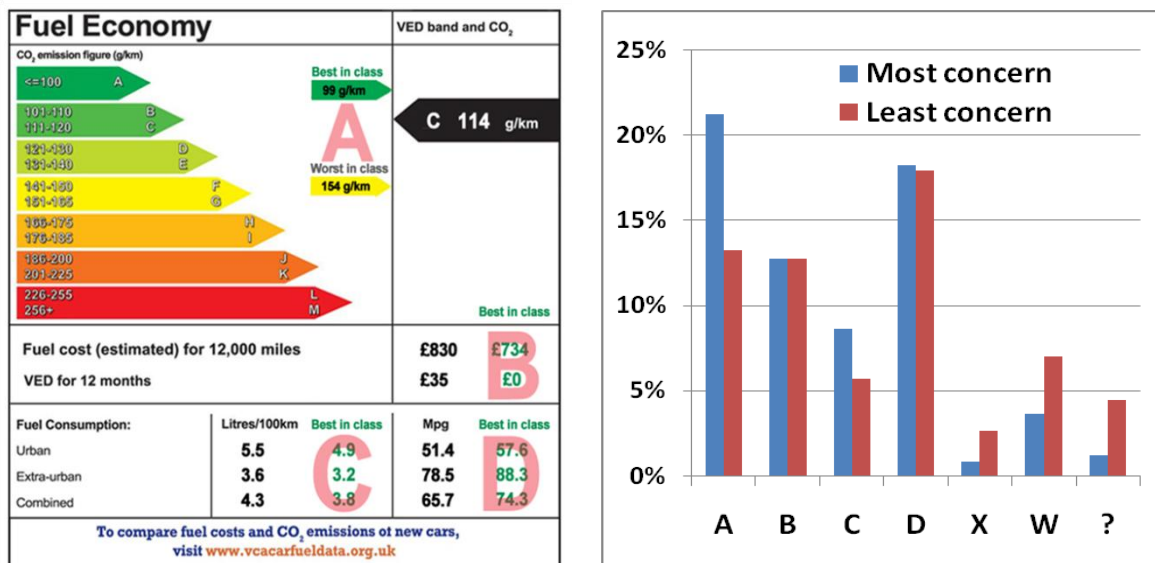 Fuel Economy
VED band and CO₂
CO₂ emission figure (g/km)
<=100 A
101-110 B
111-120 C
121-130 D
131-140 E
141-150 F
151-165 G
166-175 H
176-185 I
186-200 J
201-225 K
226-255 L
256+ M
Best in class
99 g/km
A
Worst in class
154 g/km
C 114 g/km
Best in class
Fuel cost (estimated) for 12,000 miles £830 £734
VED for 12 months £35 £0
B
Fuel Consumption: Litres/100km Best in class Mpg Best in class
Urban 5.5 4.9 51.4 57.6
Extra-urban 3.6 3.2 78.5 88.3
Combined 4.3 3.8 65.7 74.3
C D
To compare fuel costs and CO₂ emissions of new cars,
visit www.vcacarfueldata.org.uk
25%
20%
15%
10%
5%
0%
Most concern
Least concern
A B C D X W ?